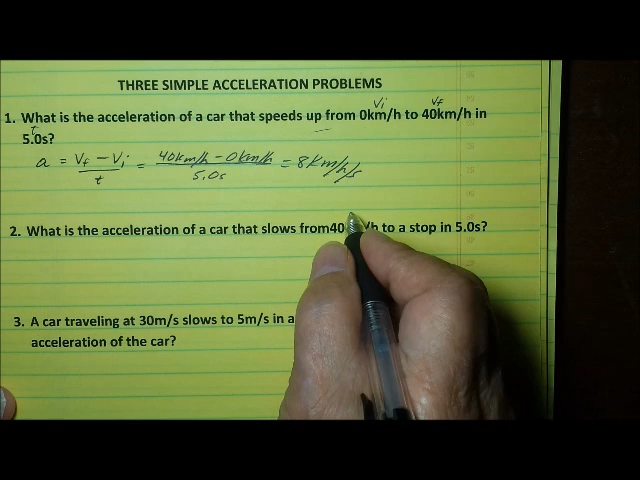 THREE SIMPLE ACCELERATION PROBLEMS
Vi Vf
1. What is the acceleration of a car that speeds up from 0km/h to 40km/h in
t
5.0s?
a = Vf - Vi / t = 40km/h - 0km/h / 5.0s = 8km/h/s
2. What is the acceleration of a car that slows from40 /h to a stop in 5.0s?
3. A car traveling at 30m/s slows to 5m/s in a
acceleration of the car?